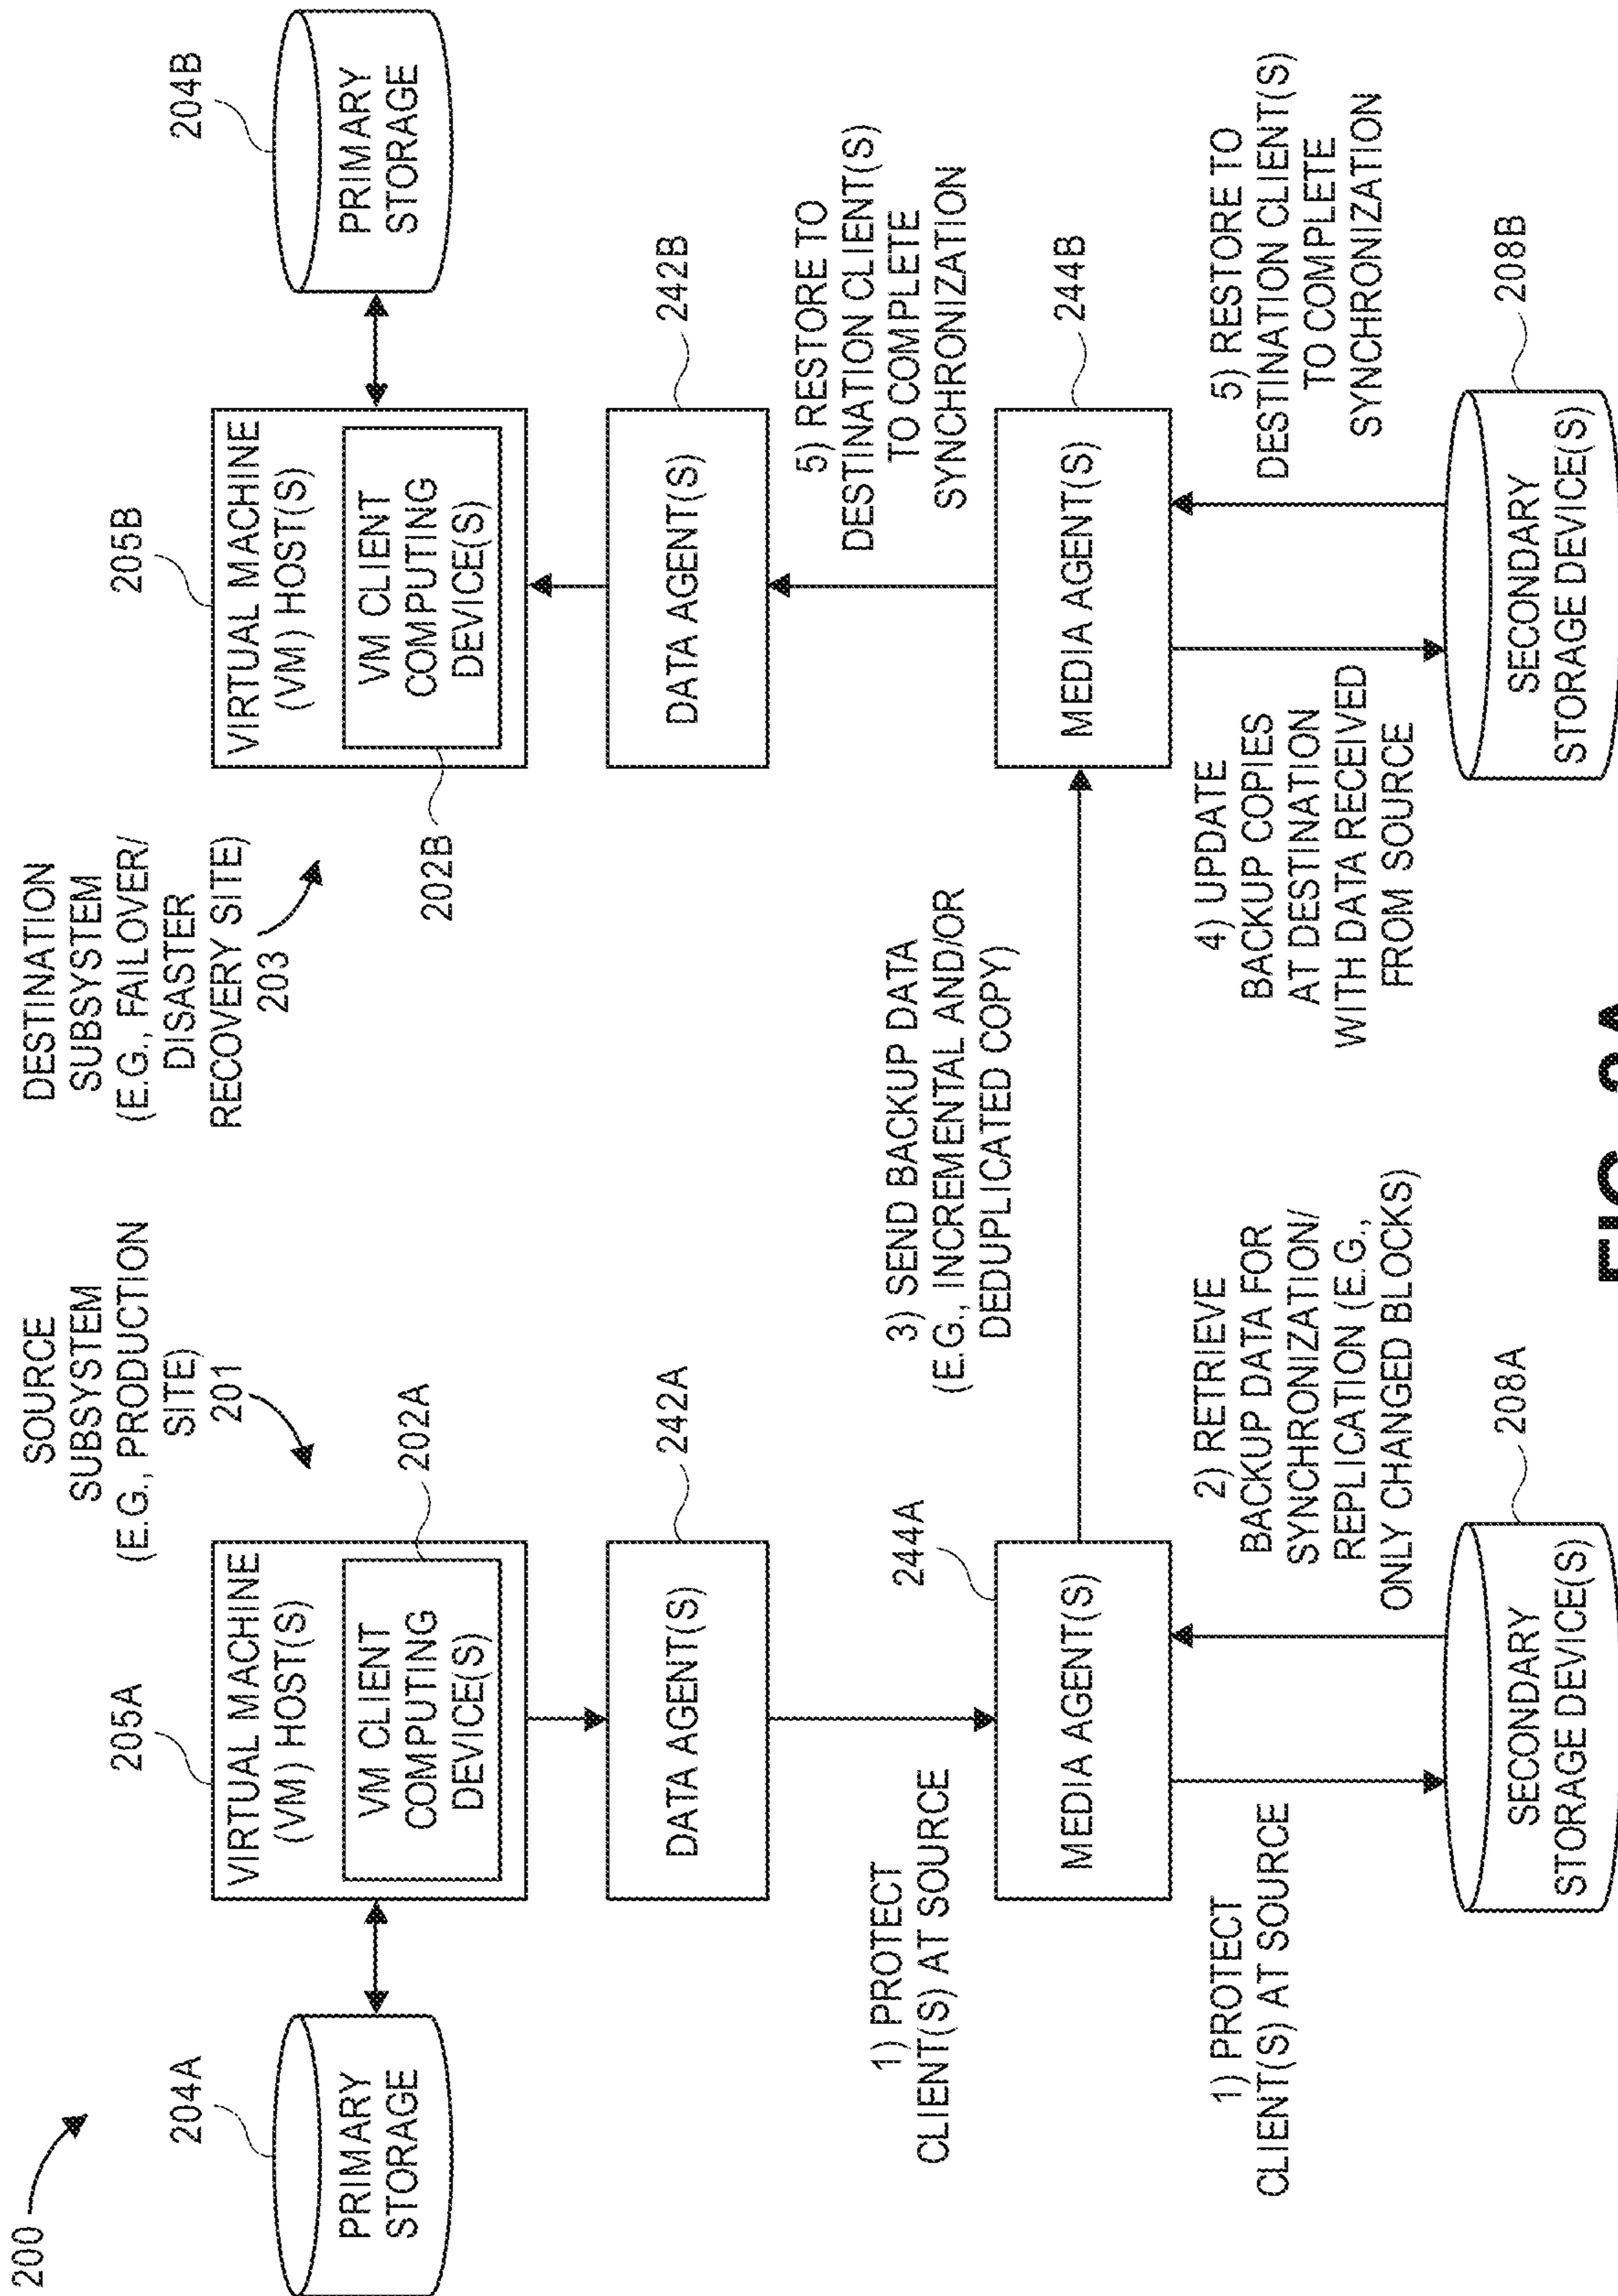 200
SOURCE
SUBSYSTEM
(E.G., PRODUCTION
SITE)
201
DESTINATION
SUBSYSTEM
(E.G., FAILOVER/
DISASTER
RECOVERY SITE)
203
204A
PRIMARY
STORAGE
205A
VIRTUAL MACHINE
(VM) HOST(S)
VM CLIENT
COMPUTING
DEVICE(S)
202A
205B
VIRTUAL MACHINE
(VM) HOST(S)
VM CLIENT
COMPUTING
DEVICE(S)
202B
204B
PRIMARY
STORAGE
DATA AGENT(S)
242A
DATA AGENT(S)
242B
1) PROTECT
CLIENT(S) AT SOURCE
3) SEND BACKUP DATA
(E.G., INCREMENTAL AND/OR
DEDUPLICATED COPY)
5) RESTORE TO
DESTINATION CLIENT(S)
TO COMPLETE
SYNCHRONIZATION
MEDIA AGENT(S)
244A
MEDIA AGENT(S)
244B
1) PROTECT
CLIENT(S) AT SOURCE
2) RETRIEVE
BACKUP DATA FOR
SYNCHRONIZATION/
REPLICATION (E.G.,
ONLY CHANGED BLOCKS)
4) UPDATE
BACKUP COPIES
AT DESTINATION
WITH DATA RECEIVED
FROM SOURCE
5) RESTORE TO
DESTINATION CLIENT(S)
TO COMPLETE
SYNCHRONIZATION
SECONDARY
STORAGE DEVICE(S)
208A
SECONDARY
STORAGE DEVICE(S)
208B